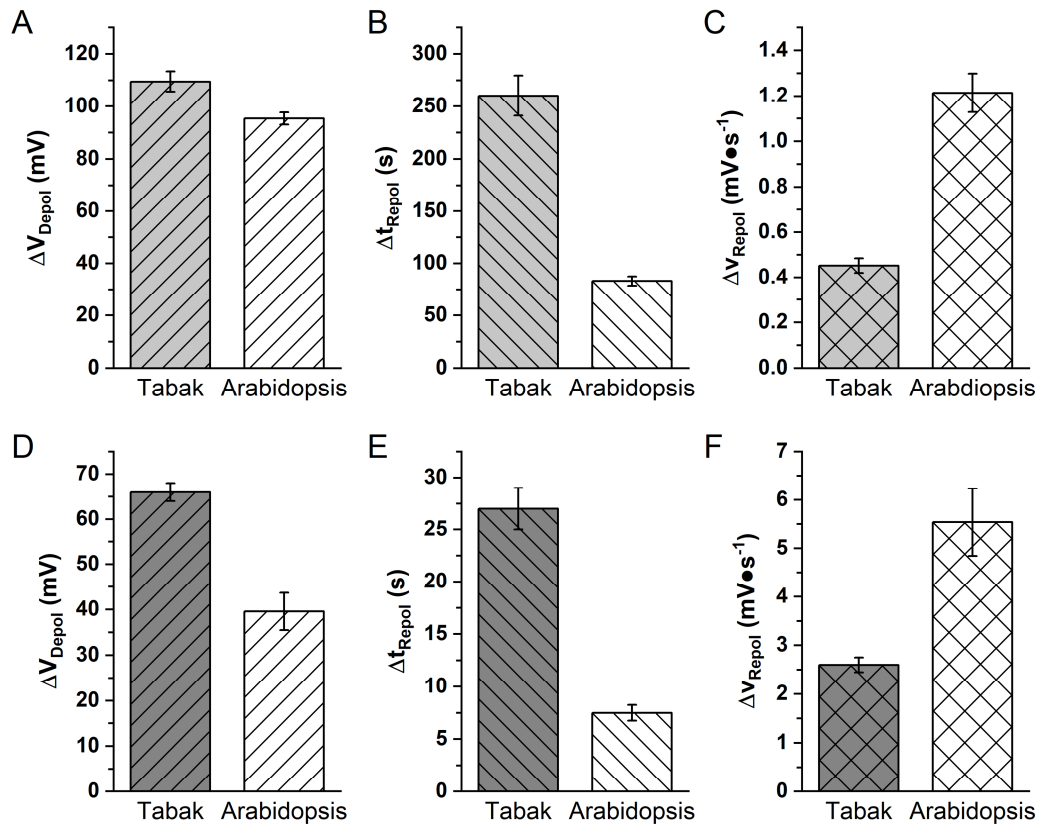 A
ΔV_Depol (mV)
120
100
80
60
40
20
0
Tabak Arabidopsis
B
Δt_Repol (s)
300
250
200
150
100
50
0
Tabak Arabidopsis
C
Δv_Repol (mV●s⁻¹)
1.4
1.2
1.0
0.8
0.6
0.4
0.2
0.0
Tabak Arabdiopsis
D
ΔV_Depol (mV)
70
60
50
40
30
20
10
0
Tabak Arabidopsis
E
Δt_Repol (s)
30
25
20
15
10
5
0
Tabak Arabidopsis
F
Δv_Repol (mV●s⁻¹)
7
6
5
4
3
2
1
0
Tabak Arabidopsis